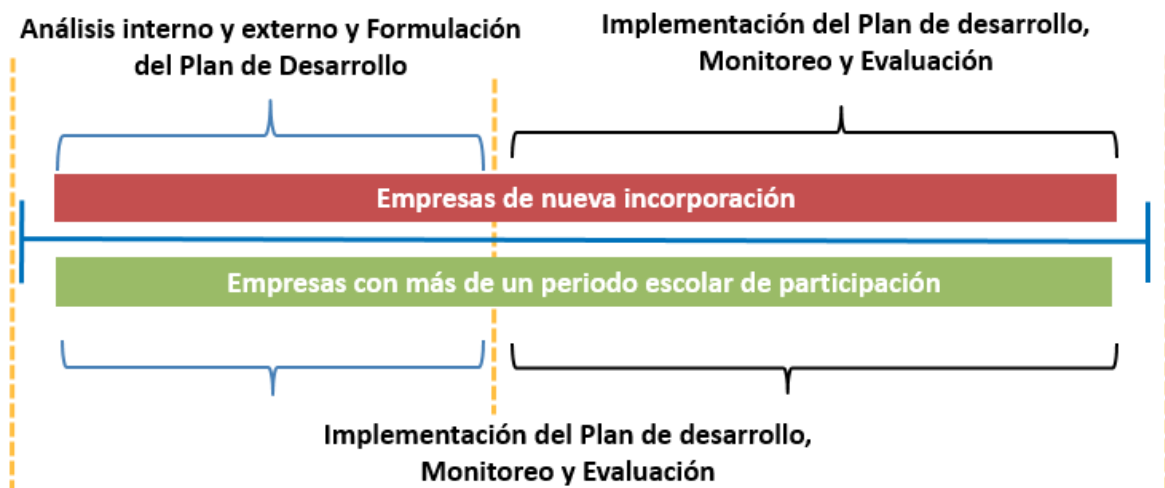 Análisis interno y externo y Formulación
del Plan de Desarrollo
Implementación del Plan de desarrollo,
Monitoreo y Evaluación
Empresas de nueva incorporación
Empresas con más de un periodo escolar de participación
Implementación del Plan de desarrollo,
Monitoreo y Evaluación